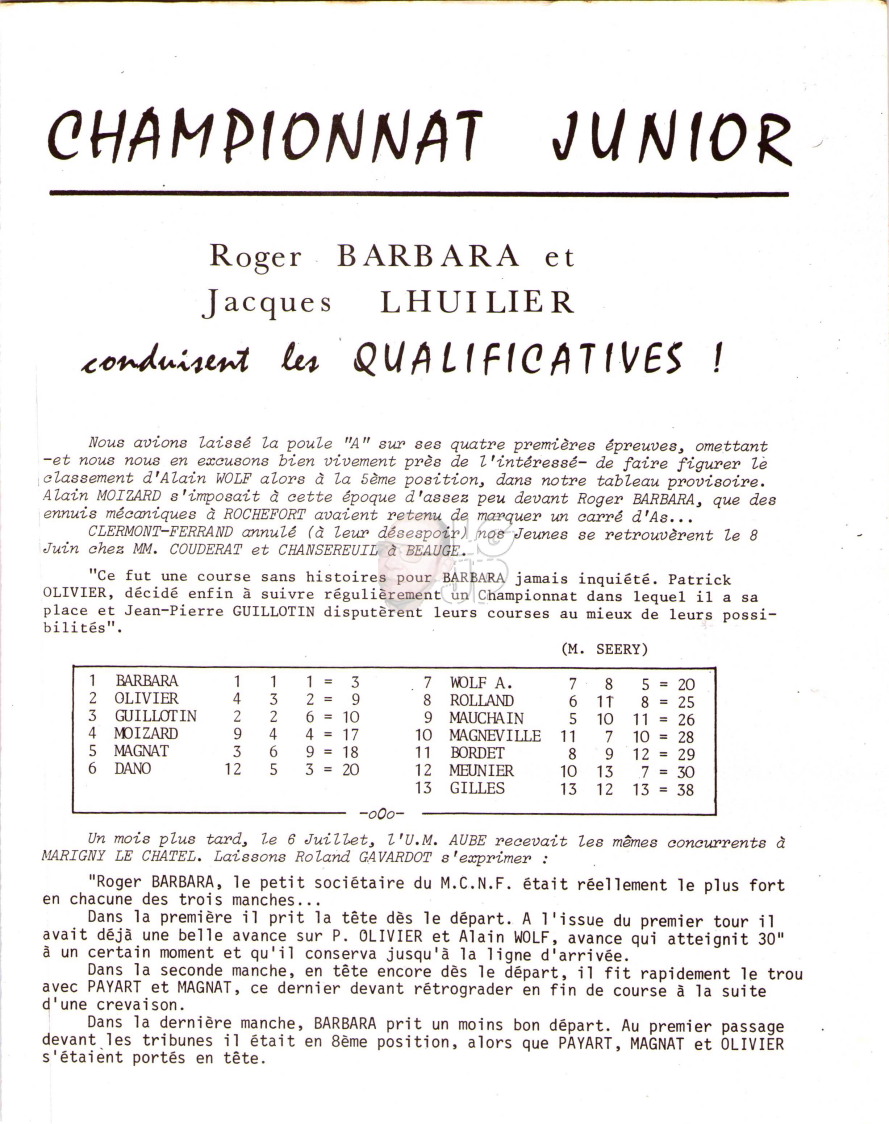 CHAMPIONNAT JUNIOR
Roger BARBARA et
Jacques LHUILIER
conduisent les QUALIFICATIVES !
Nous avions laissé la poule "A" sur ses quatre premières épreuves, omettant
-et nous nous en excusons bien vivement près de l'intéressé- de faire figurer le
classement d'Alain WOLF alors à la 5ème position, dans notre tableau provisoire.
Alain MOIZARD s'imposait à cette époque d'assez peu devant Roger BARBARA, que des
ennuis mécaniques à ROCHEFORT avaient retenu de marquer un carré d'As...
CLERMONT-FERRAND annulé (à leur désespoir) nos Jeunes se retrouvèrent le 8
Juin chez MM. COUDERAT et CHANSEREUIL à BEAUGE.
"Ce fut une course sans histoires pour BARBARA jamais inquiété. Patrick
OLIVIER, décidé enfin à suivre régulièrement un Championnat dans lequel il a sa
place et Jean-Pierre GUILLOTIN disputèrent leurs courses au mieux de leurs possi-
bilités".
(M. SEERY)
1 BARBARA 1 1 1 = 3 7 WOLF A. 7 8 5 = 20
2 OLIVIER 4 3 2 = 9 8 ROLLAND 6 11 8 = 25
3 GUILLOTIN 2 2 6 = 10 9 MAUCHAIN 5 10 11 = 26
4 MOIZARD 9 4 4 = 17 10 MAGNEVILLE 11 7 10 = 28
5 MAGNAT 3 6 9 = 18 11 BORDET 8 9 12 = 29
6 DANO 12 5 3 = 20 12 MEUNIER 10 13 7 = 30
13 GILLES 13 12 13 = 38
-oOo-
Un mois plus tard, le 6 Juillet, l'U.M. AUBE recevait les mêmes concurrents à
MARIGNY LE CHATEL. Laissons Roland GAVARDOT s'exprimer :
"Roger BARBARA, le petit sociétaire du M.C.N.F. était réellement le plus fort
en chacune des trois manches...
Dans la première il prit la tête dès le départ. A l'issue du premier tour il
avait déjà une belle avance sur P. OLIVIER et Alain WOLF, avance qui atteignit 30"
à un certain moment et qu'il conserva jusqu'à la ligne d'arrivée.
Dans la seconde manche, en tête encore dès le départ, il fit rapidement le trou
avec PAYART et MAGNAT, ce dernier devant rétrograder en fin de course à la suite
d'une crevaison.
Dans la dernière manche, BARBARA prit un moins bon départ. Au premier passage
devant les tribunes il était en 8ème position, alors que PAYART, MAGNAT et OLIVIER
s'étaient portés en tête.